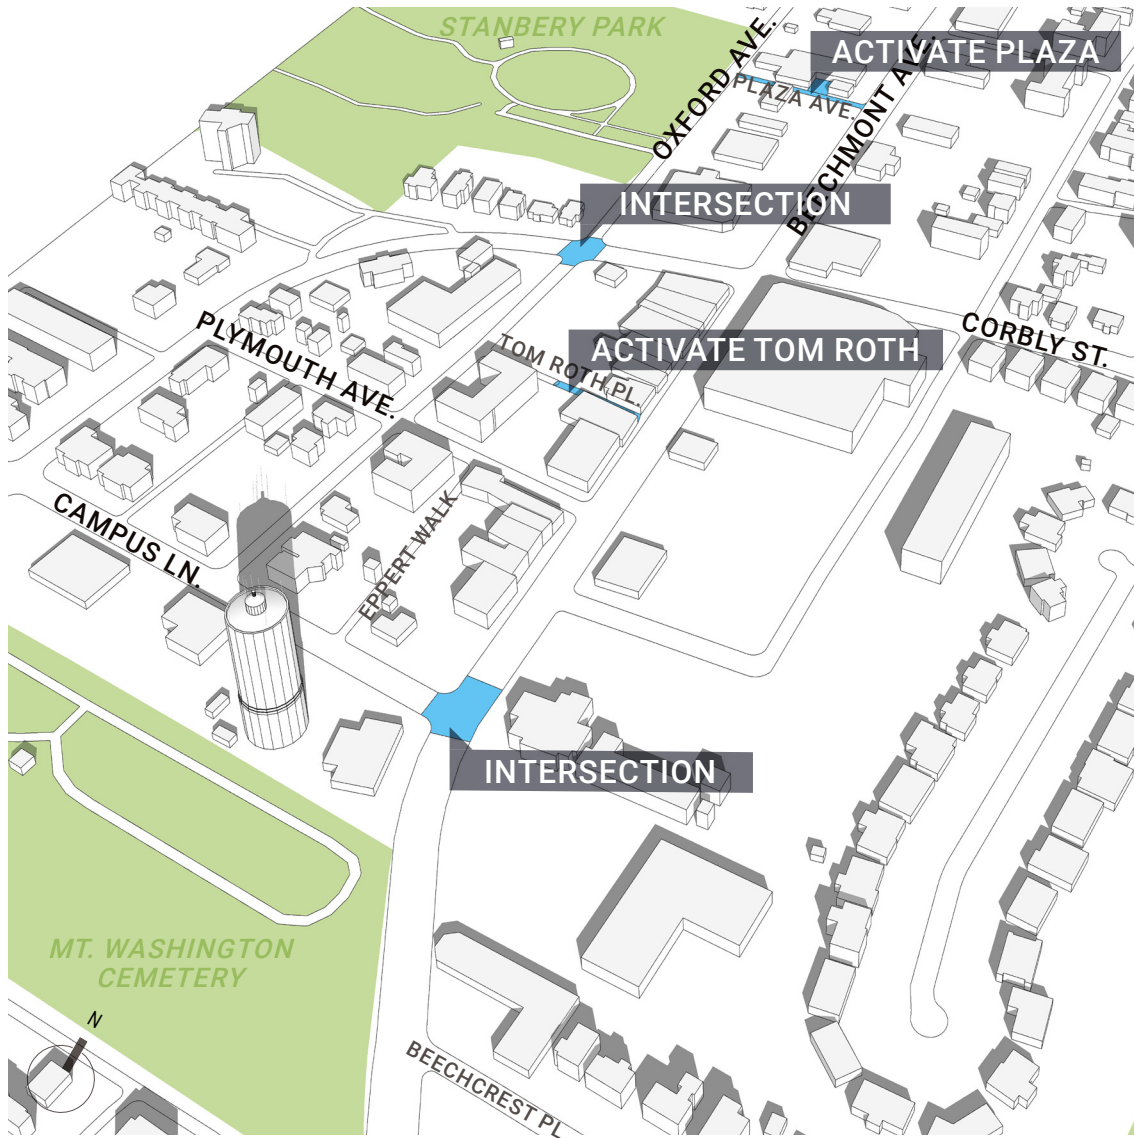 STANBERY PARK
OXFORD AVE.
ACTIVATE PLAZA
PLAZA AVE.
BEECHMONT AVE.
INTERSECTION
PLYMOUTH AVE.
TOM ROTH PL.
ACTIVATE TOM ROTH
CORBLY ST.
CAMPUS LN.
EPPERT WALK
INTERSECTION
MT. WASHINGTON
CEMETERY
N
BEECHCREST PL.